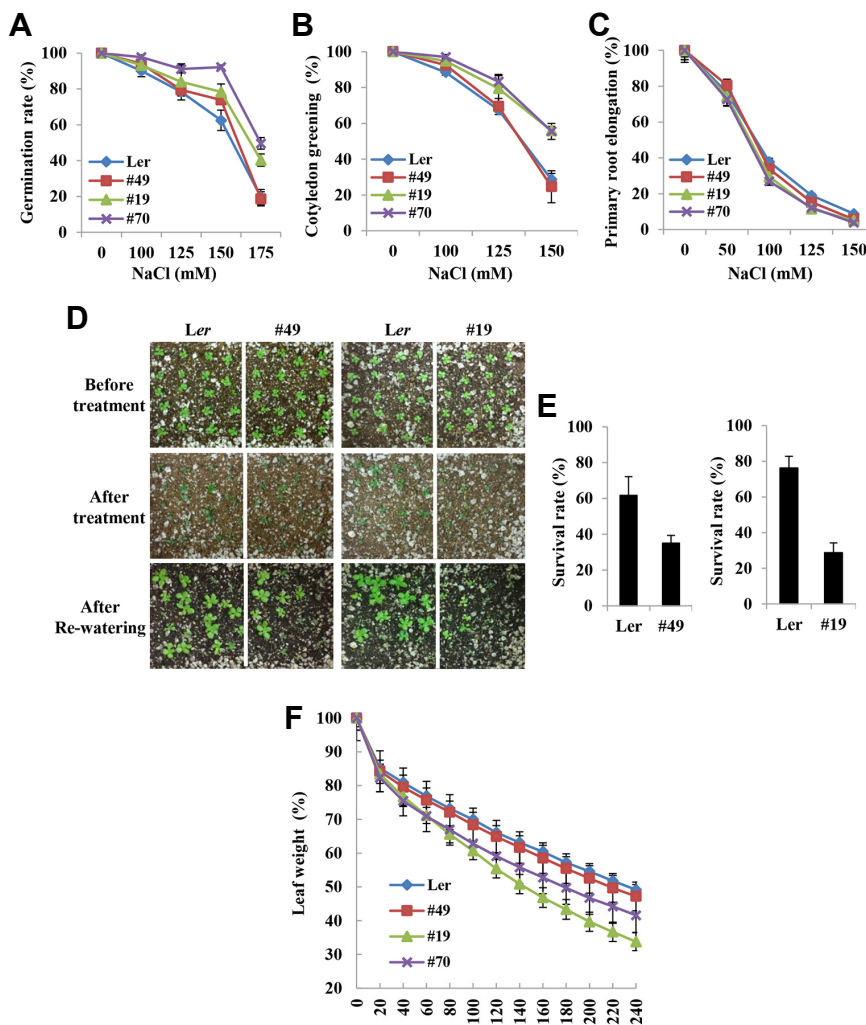 A
Germination rate (%)
100
80
60
40
20
0
Ler
#49
#19
#70
0 100 125 150 175
NaCl (mM)
B
Cotyledon greening (%)
100
80
60
40
20
0
Ler
#49
#19
#70
0 100 125 150
NaCl (mM)
C
Primary root elongation (%)
100
80
60
40
20
0
Ler
#49
#19
#70
0 50 100 125 150
NaCl (mM)
D
Ler #49 Ler #19
Before
treatment
After
treatment
After
Re-watering
E
Survival rate (%)
100
80
60
40
20
0
Ler #49
Survival rate (%)
100
80
60
40
20
0
Ler #19
F
Leaf weight (%)
100
90
80
70
60
50
40
30
20
Ler
#49
#19
#70
0 20 40 60 80 100 120 140 160 180 200 220 240